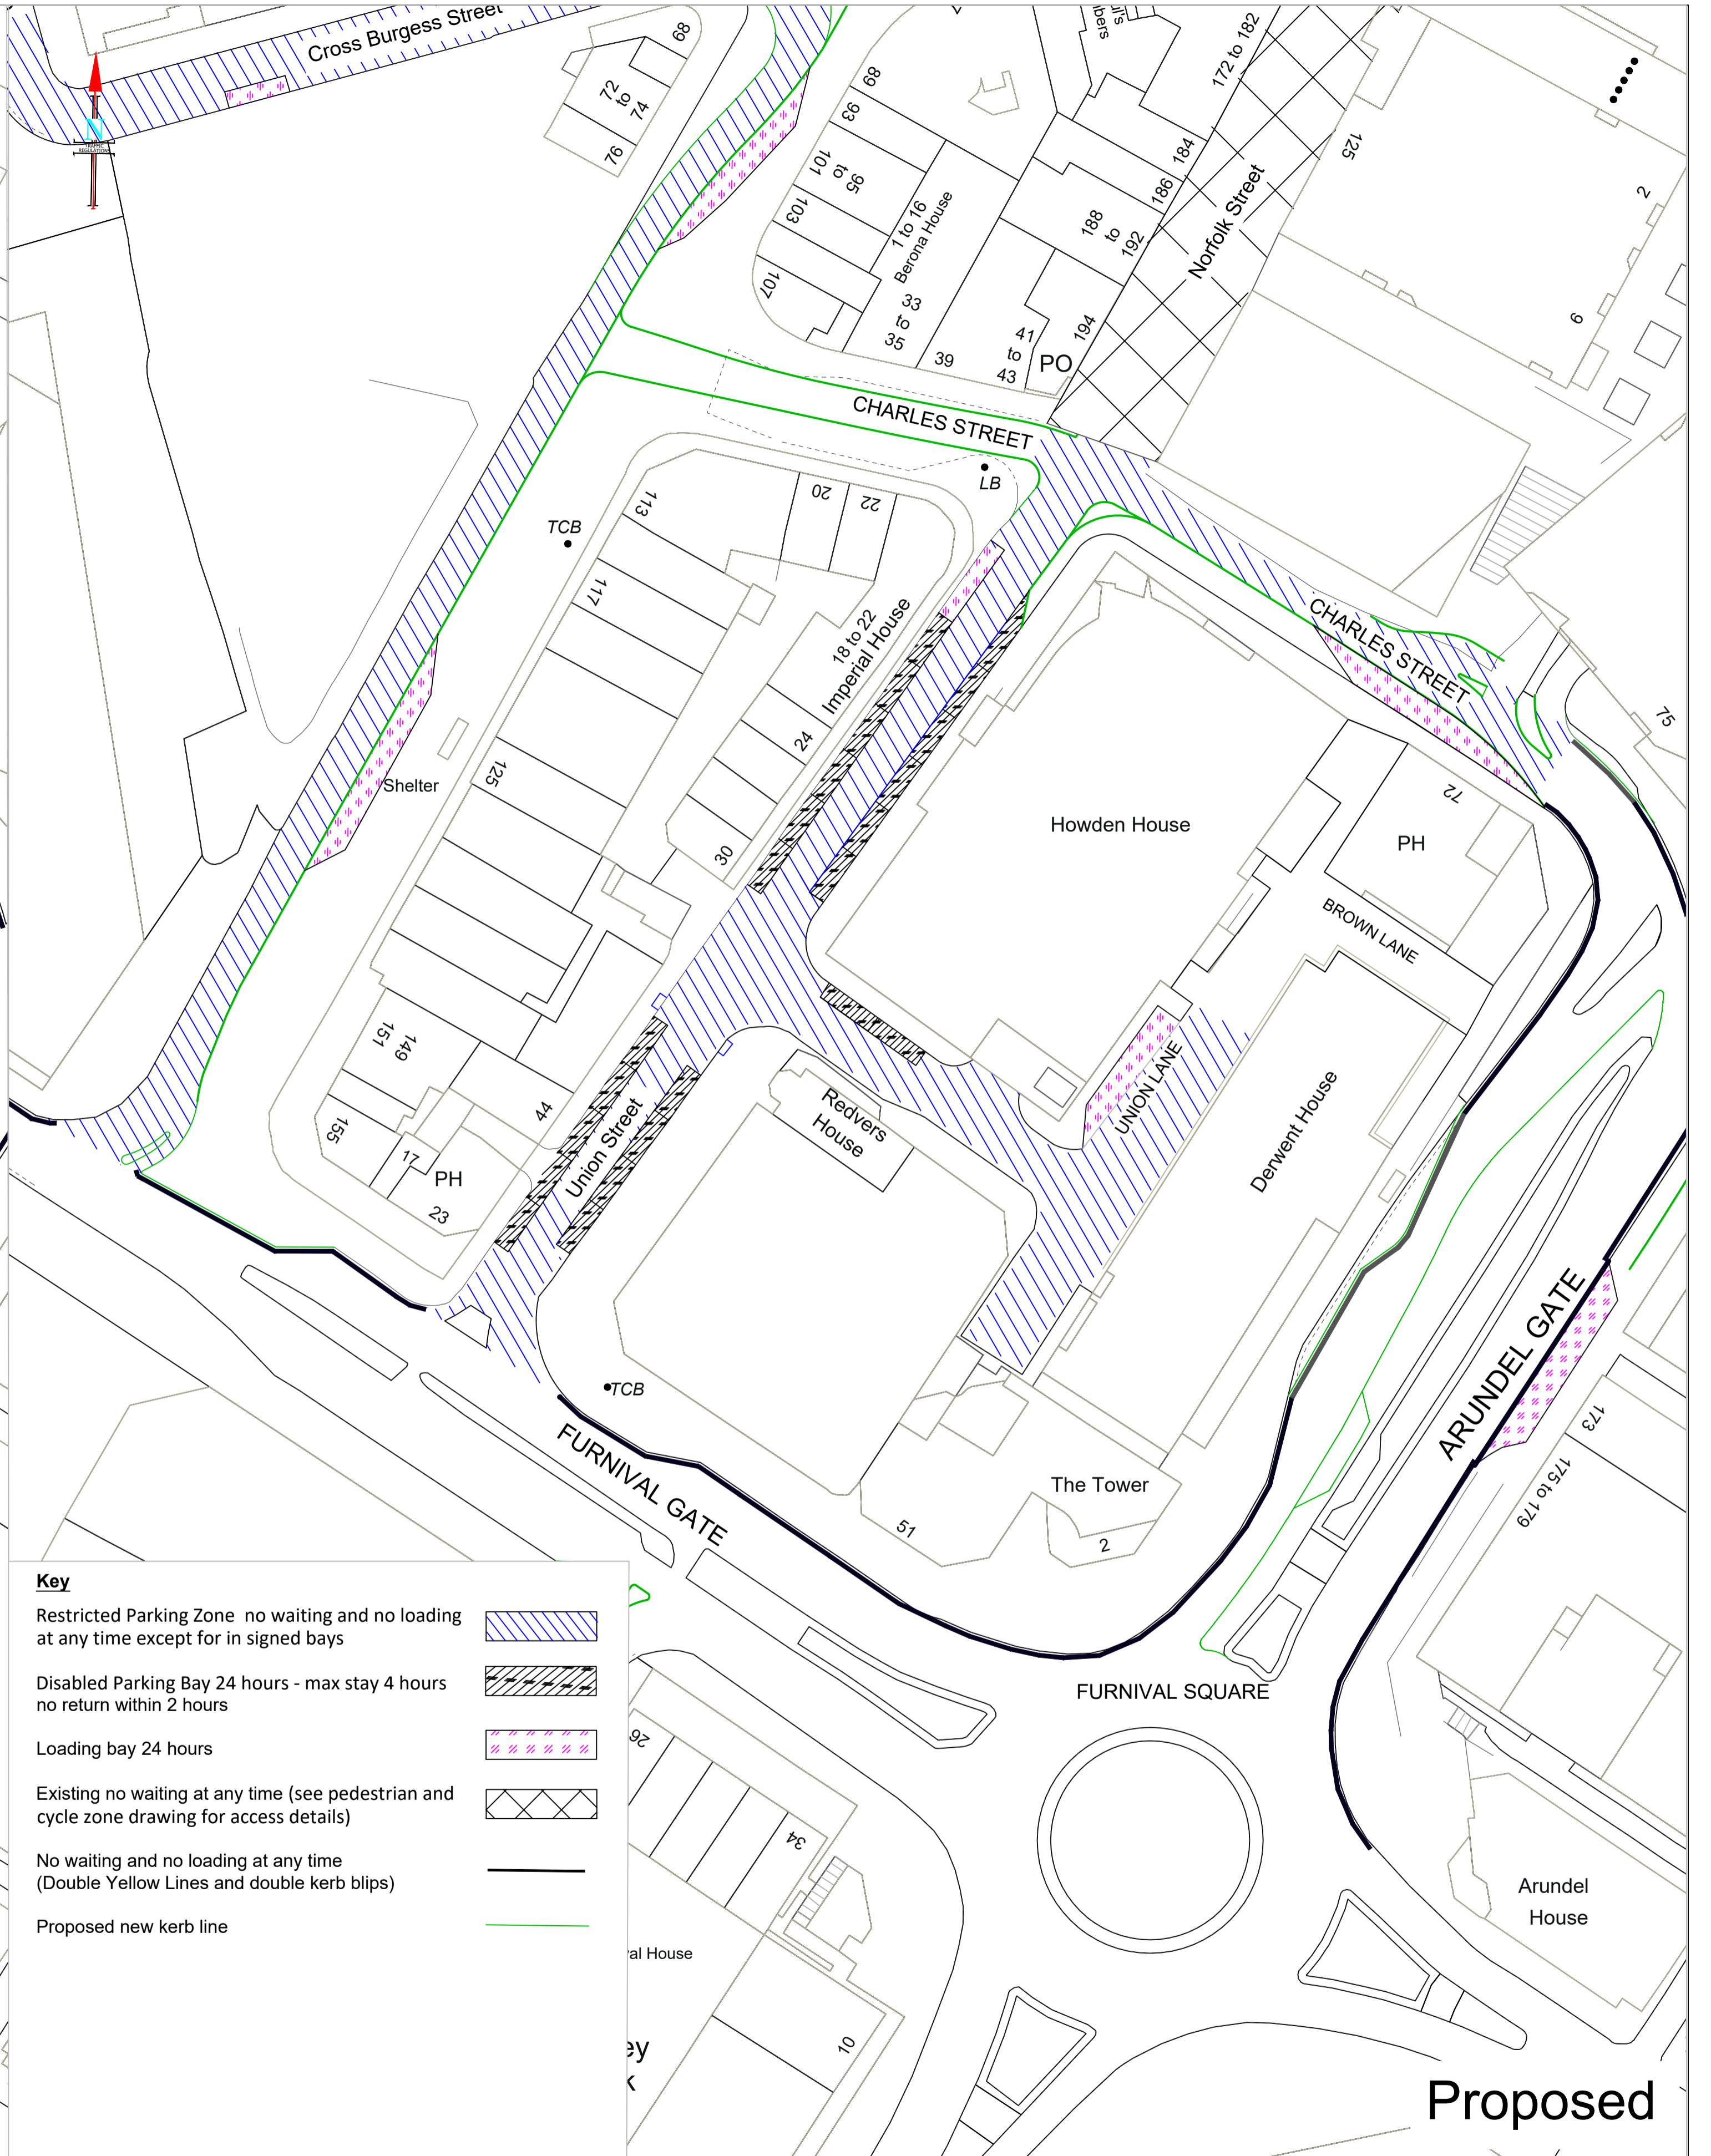 Cross Burgess Street
TRAFFIC
REGULATIONS
68
72
to
74
76
69
93
101
to
95
103
107
1 to 16
Berona House
33
to
35
39
41
to
43
PO
172 to 182
184
186
188
to
192
194
Norfolk Street
125
2
6
CHARLES STREET
LB
TCB
113
20
22
117
18 to 22
Imperial House
24
30
125
Shelter
CHARLES STREET
75
72
PH
Howden House
BROWN LANE
UNION LANE
Derwent House
Redvers
House
Union Street
44
149
151
155
17
PH
23
TCB
FURNIVAL GATE
51
The Tower
2
ARUNDEL GATE
173
175 to 179
FURNIVAL SQUARE
26
34
val House
10
ey
k
Arundel
House
Key
Restricted Parking Zone no waiting and no loading
at any time except for in signed bays
Disabled Parking Bay 24 hours - max stay 4 hours
no return within 2 hours
Loading bay 24 hours
Existing no waiting at any time (see pedestrian and
cycle zone drawing for access details)
No waiting and no loading at any time
(Double Yellow Lines and double kerb blips)
Proposed new kerb line
Proposed